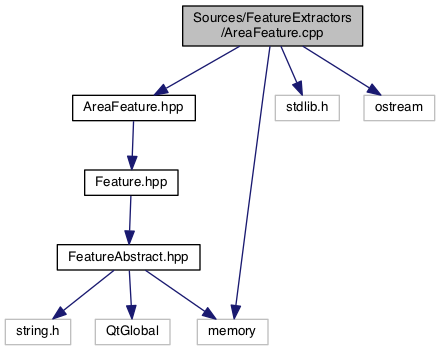 Sources/FeatureExtractors
/AreaFeature.cpp
AreaFeature.hpp
stdlib.h
ostream
Feature.hpp
FeatureAbstract.hpp
string.h
QtGlobal
memory